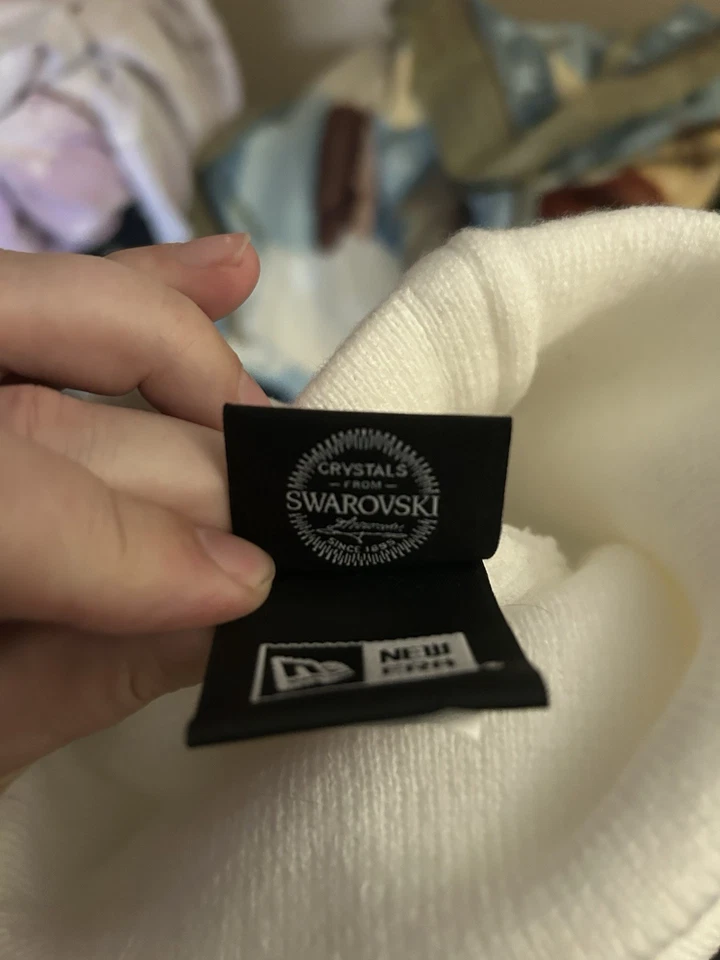 CRYSTALS
— FROM —
SWAROVSKI
SINCE 1895
NEW
ERA